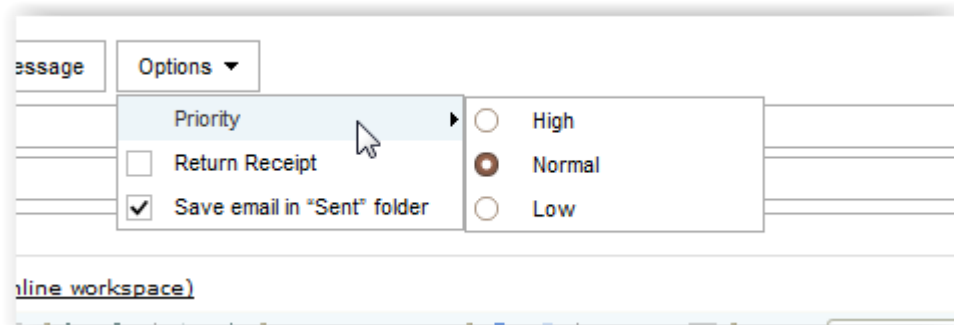 essage Options
Priority High
Return Receipt Normal
Save email in “Sent” folder Low
nline workspace)